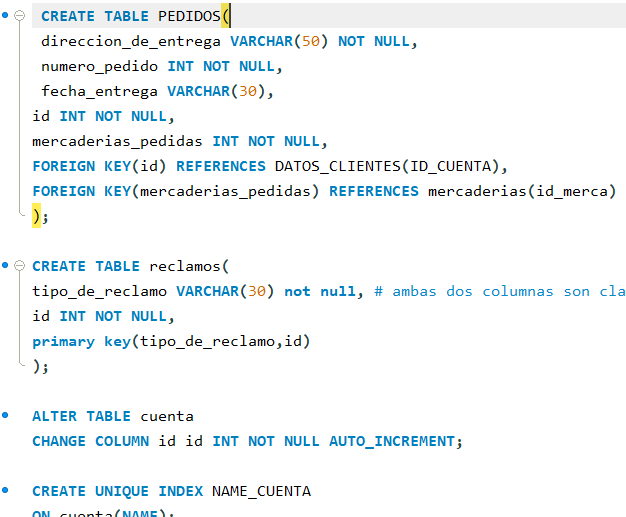 CREATE TABLE PEDIDOS(
direccion_de_entrega VARCHAR(50) NOT NULL,
numero_pedido INT NOT NULL,
fecha_entrega VARCHAR(30),
id INT NOT NULL,
mercaderias_pedidas INT NOT NULL,
FOREIGN KEY(id) REFERENCES DATOS_CLIENTES(ID_CUENTA),
FOREIGN KEY(mercaderias_pedidas) REFERENCES mercaderias(id_merca)
);
CREATE TABLE reclamos(
tipo_de_reclamo VARCHAR(30) not null, # ambas dos columnas son cla
id INT NOT NULL,
primary key(tipo_de_reclamo,id)
);
ALTER TABLE cuenta
CHANGE COLUMN id id INT NOT NULL AUTO_INCREMENT;
CREATE UNIQUE INDEX NAME_CUENTA
ON cuenta(NAME);